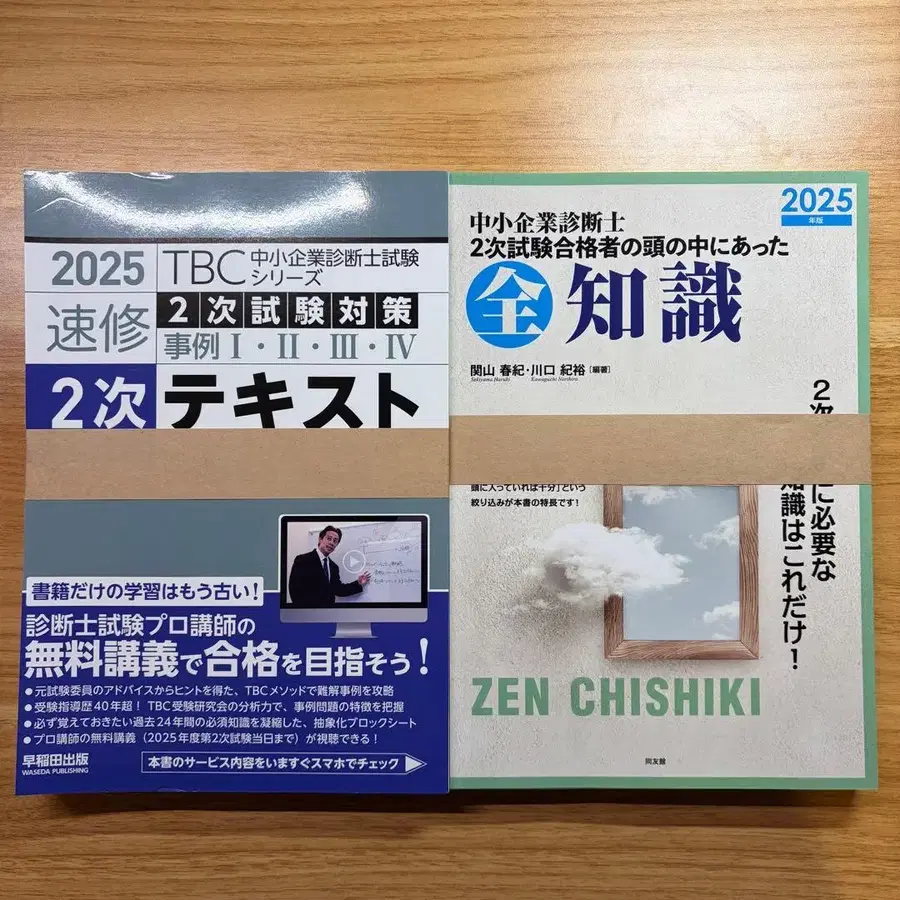 2025
速修
2次
TBC 中小企業診断士試験
シリーズ
2次試験対策
事例 I・II・III・IV
テキスト
書籍だけの学習はもう古い!
診断士試験プロ講師の
無料講義で合格を目指そう!
●元試験委員のアドバイスからヒントを得た、TBCメソッドで難解事例を攻略
●受験指導歴40年超! TBC受験研究会の分析力で、事例問題の特徴を把握
●必ず覚えておきたい過去24年間の必須知識を凝縮した、抽象化ブロックシート
●プロ講師の無料講義(2025年度第2次試験当日まで)が視聴できる!
早稲田出版
WASEDA PUBLISHING
本書のサービス内容をいますぐスマホでチェック
2025
年版
中小企業診断士
2次試験合格者の頭の中にあった
全知識
関山 春紀・川口 紀裕 [編著]
Sekiyama Haruki Kawaguchi Norihiro
2次
に必要な
知識はこれだけ!
頭に入っていれば十分」という
絞り込みが本書の特長です!
ZEN CHISHIKI
同友館